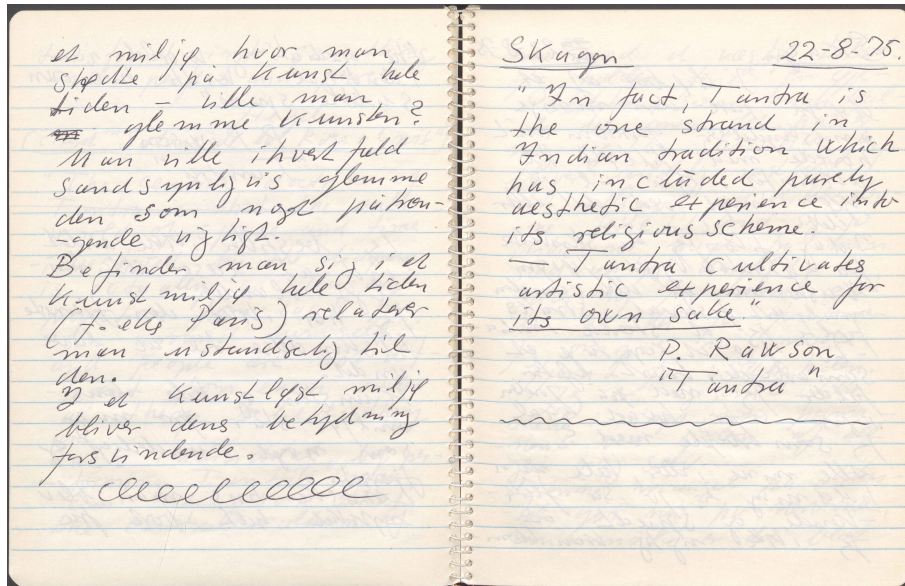 et miljø hvor man
stødte på kunst hele
tiden – ville man
glemme kunsten?
Man ville ihvert fald
sandsynligvis glemme
den som noget påtræn-
-gende vigtigt.
Befinder man sig i et
kunstmiljø hele tiden
(f. eks Paris) relaterer
man ustandselig til
den.
I et kunstløst miljø
bliver dens betydning
forsvindende.
Skagen 22-8-75.
"In fact, Tantra is
the one strand in
Indian tradition which
has included purely
aesthetic experience into
its religious scheme.
— Tantra cultivates
artistic experience for
its own sake."
P. Rawson
"Tantra"